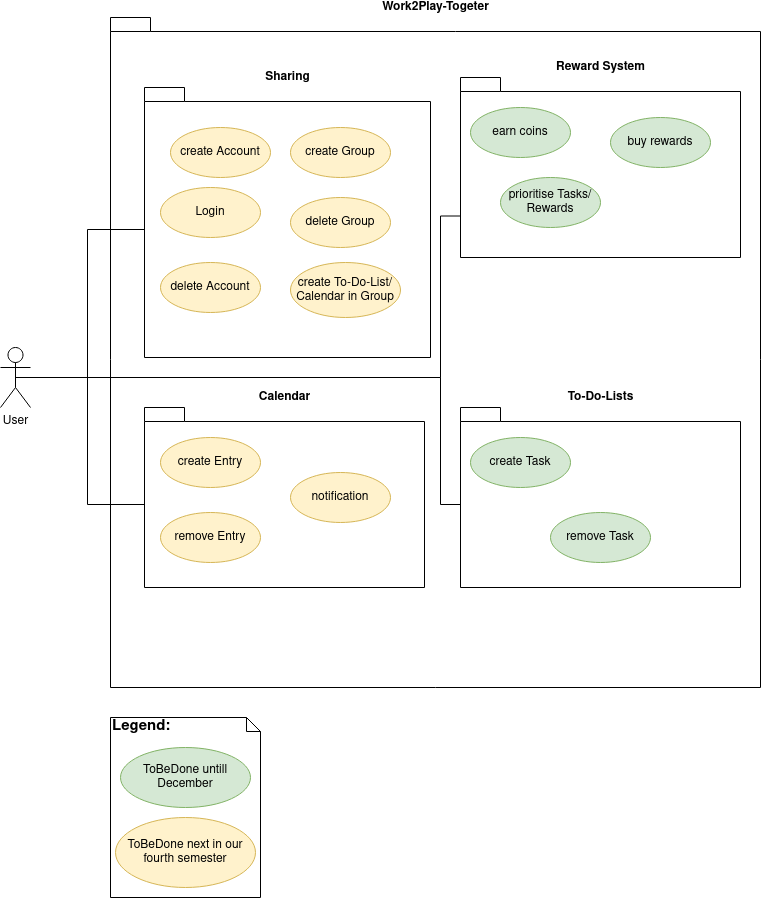 Work2Play-Togeter
Sharing
create Account
create Group
Login
delete Group
delete Account
create To-Do-List/
Calendar in Group
Reward System
earn coins
buy rewards
prioritise Tasks/
Rewards
User
Calendar
create Entry
notification
remove Entry
To-Do-Lists
create Task
remove Task
Legend:
ToBeDone untill
December
ToBeDone next in our
fourth semester